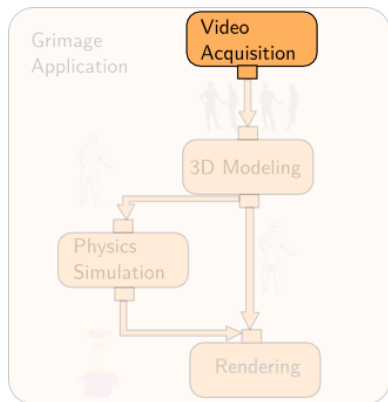 Video
Acquisition
Grimage
Application
3D Modeling
Physics
Simulation
Rendering